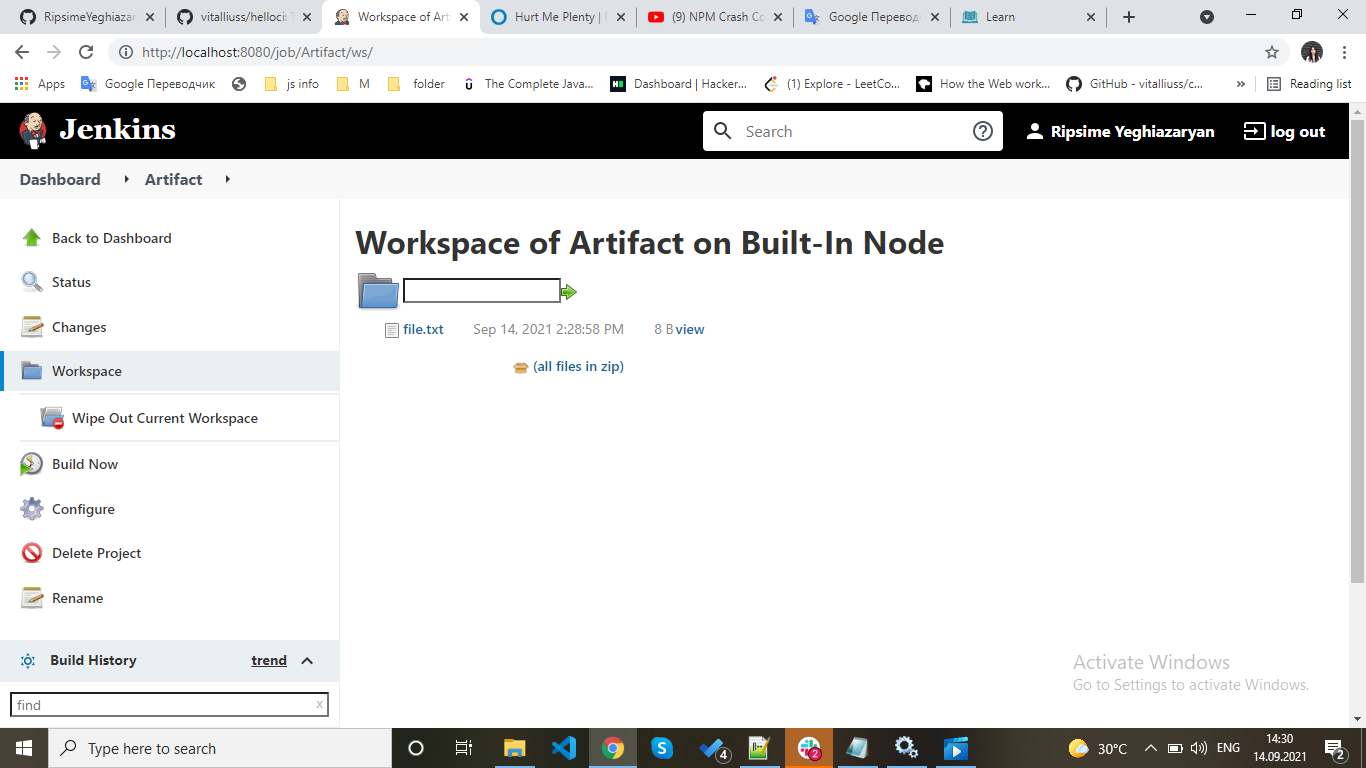 RipsimeYeghiazar
vitalliuss/helloci: T
Workspace of Art
Hurt Me Plenty |
(9) NPM Crash Co
Google Переводч
Learn
http://localhost:8080/job/Artifact/ws/
Apps
Google Переводчик
js info
M
folder
The Complete Java...
Dashboard | Hacker...
(1) Explore - LeetCo...
How the Web work...
GitHub - vitalliuss/c...
»
Reading list
Jenkins
Search
Ripsime Yeghiazaryan
log out
Dashboard
Artifact
Back to Dashboard
Status
Changes
Workspace
Wipe Out Current Workspace
Build Now
Configure
Delete Project
Rename
Build History
trend
find
x
Workspace of Artifact on Built-In Node
file.txt Sep 14, 2021 2:28:58 PM 8 B view
(all files in zip)
Activate Windows
Go to Settings to activate Windows.
Type here to search
4
2
30°C
ENG
14:30
14.09.2021
2